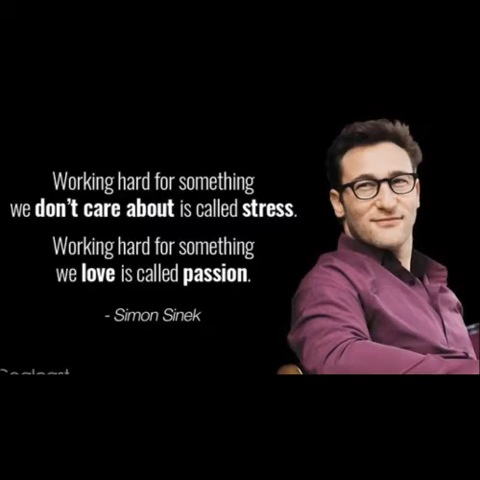 Working hard for something
we don't care about is called stress.
Working hard for something
we love is called passion.
- Simon Sinek